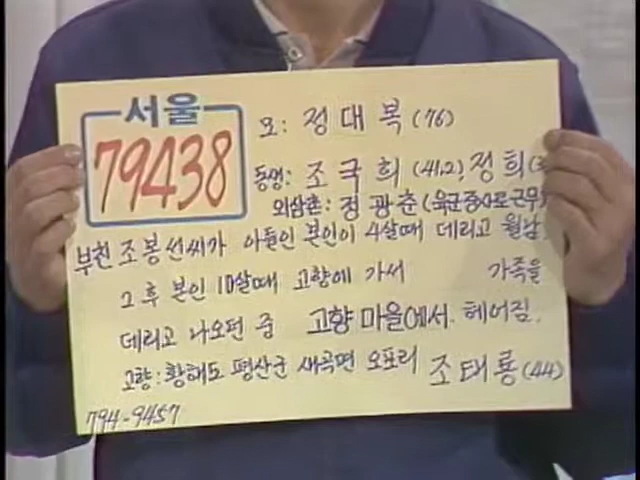 서울
79438
모: 정대복 (76)
동생: 조국희 (41.2) 정희(3
외삼촌: 정광춘 (육군중사로 근무
부친 조봉선씨가 아들인 본인이 4살때 데리고 월남
그 후 본인 10살때 고향에 가서 가족을
데리고 나오던 중 고향 마을에서. 헤어짐.
고향: 황해도 평산군 세곡면 오포리 조태룡 (44)
794-9457